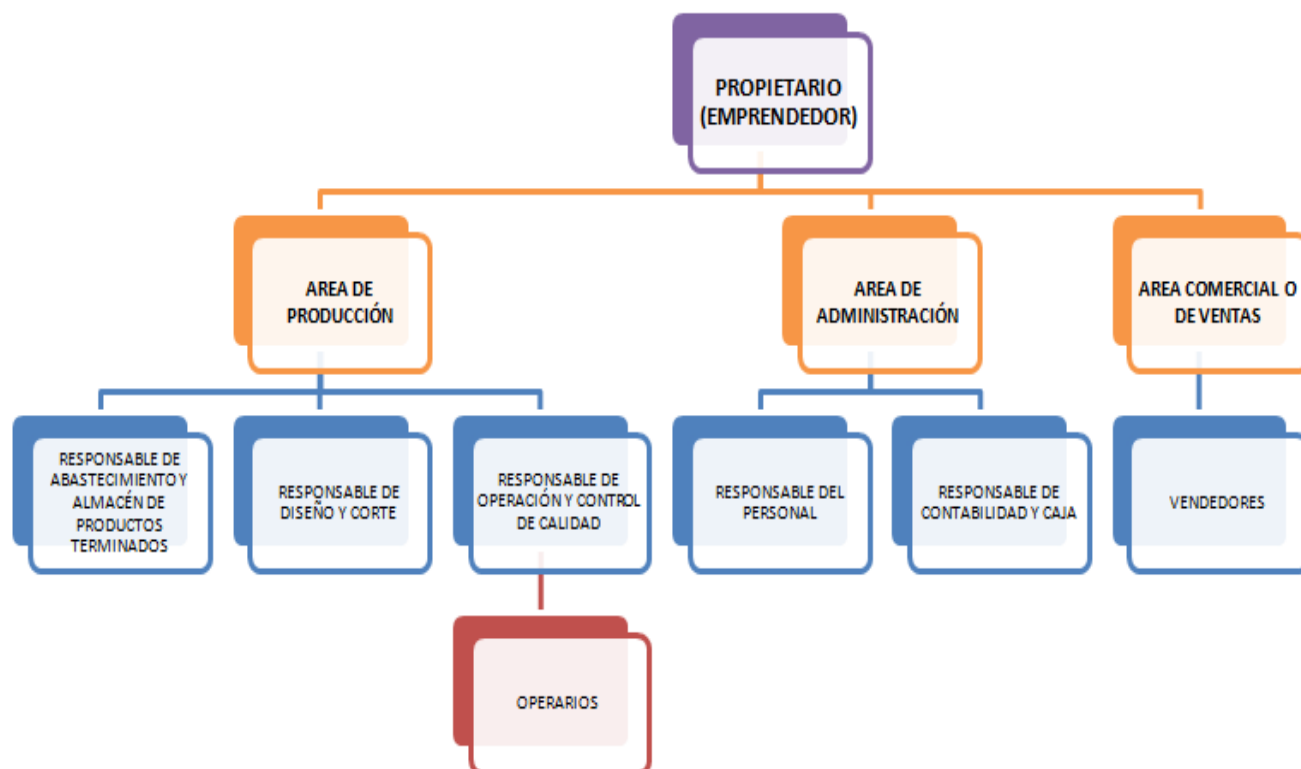 PROPIETARIO
(EMPRENDEDOR)
AREA DE
PRODUCCIÓN
AREA DE
ADMINISTRACIÓN
AREA COMERCIAL O
DE VENTAS
RESPONSABLE DE
ABASTECIMIENTO Y
ALMACÉN DE
PRODUCTOS
TERMINADOS
RESPONSABLE DE
DISEÑO Y CORTE
RESPONSABLE DE
OPERACIÓN Y CONTROL
DE CALIDAD
RESPONSABLE DEL
PERSONAL
RESPONSABLE DE
CONTABILIDAD Y CAJA
VENDEDORES
OPERARIOS